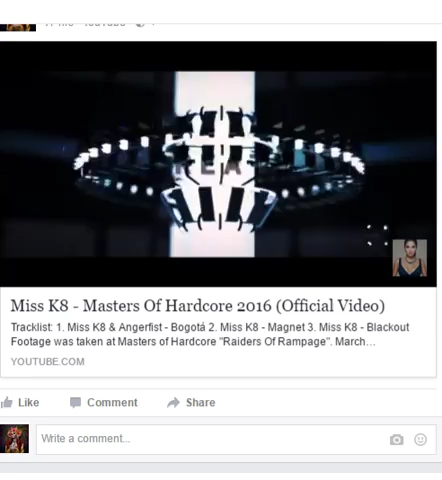 REA
Miss K8 - Masters Of Hardcore 2016 (Official Video)
Tracklist: 1. Miss K8 & Angerfist - Bogotá 2. Miss K8 - Magnet 3. Miss K8 - Blackout
Footage was taken at Masters of Hardcore "Raiders Of Rampage". March...
YOUTUBE.COM
Like Comment Share
Write a comment...